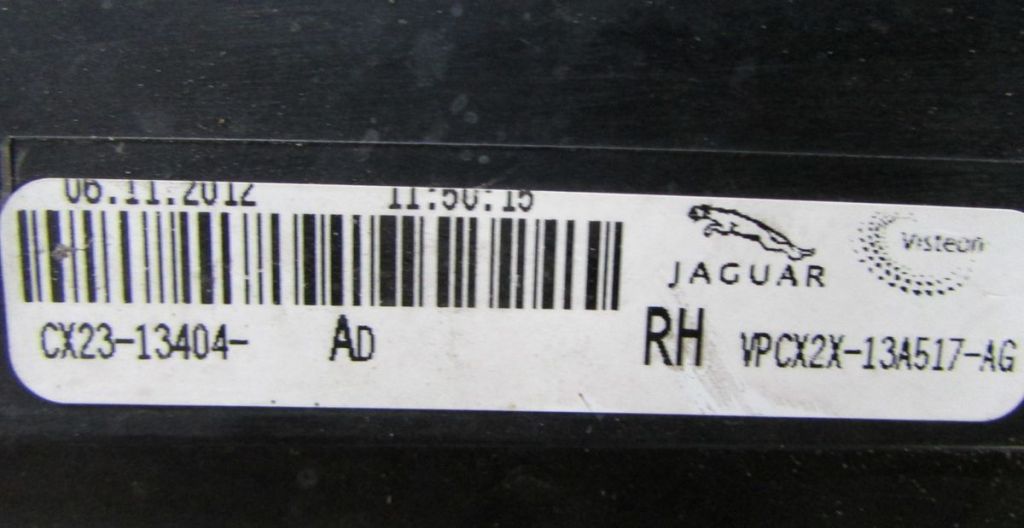 06.11.2012 11:50:15
JAGUAR
Visteon
CX23-13404- AD
RH VPCX2X-13A517-AG